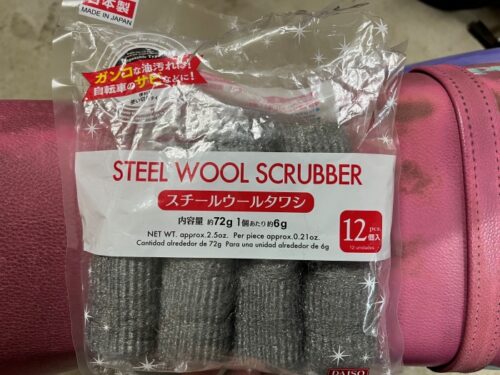 日本製
MADE IN JAPAN
ガンコな油汚れや!
自転車のサビなどに!
STEEL WOOL SCRUBBER
スチールウールタワシ
内容量 約72g 1個あたり約6g
NET WT. approx.2.5oz. Per piece approx.0.21oz.
Cantidad alrededor de 72g Para una unidad alrededor de 6g
12 pcs. 個入
12 unidades
DAISO